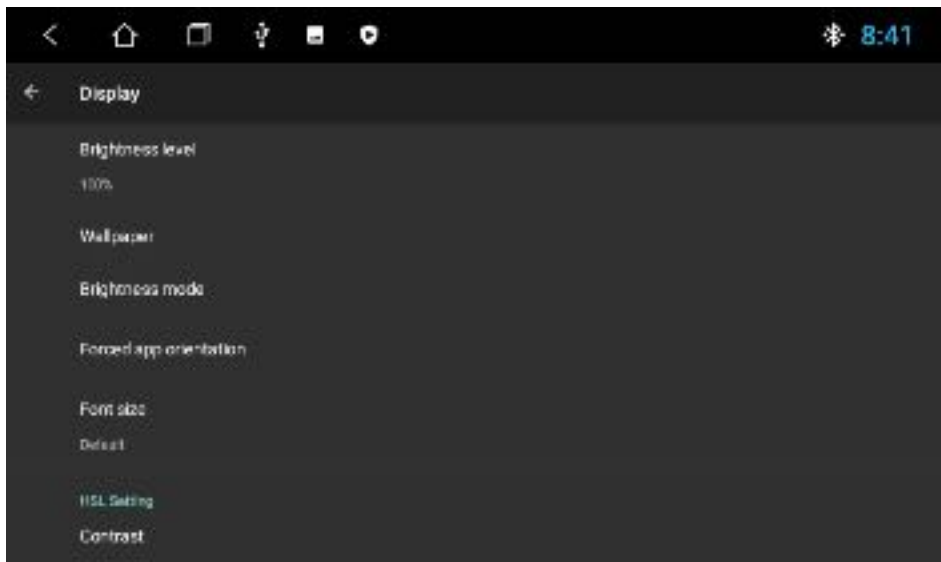 8:41
Display
Brightness level
100%
Wallpaper
Brightness mode
Forced app orientation
Font size
Default
HSL Setting
Contrast